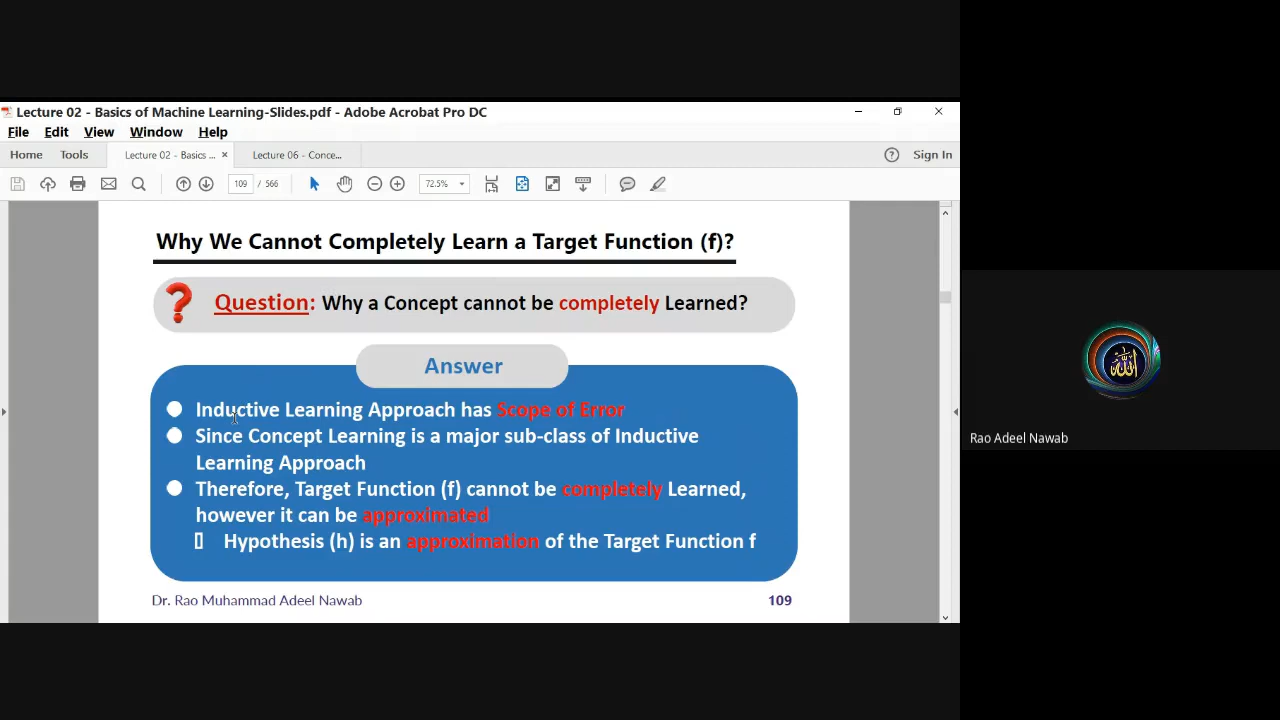 Lecture 02 - Basics of Machine Learning-Slides.pdf - Adobe Acrobat Pro DC
File Edit View Window Help
Home Tools Lecture 02 - Basics ... × Lecture 06 - Conce... Sign In
109 / 566 72.5%
Why We Cannot Completely Learn a Target Function (f)?
Question: Why a Concept cannot be completely Learned?
Answer
Inductive Learning Approach has Scope of Error
Since Concept Learning is a major sub-class of Inductive
Learning Approach
Therefore, Target Function (f) cannot be completely Learned,
however it can be approximated
Hypothesis (h) is an approximation of the Target Function f
Dr. Rao Muhammad Adeel Nawab 109
الله
Rao Adeel Nawab